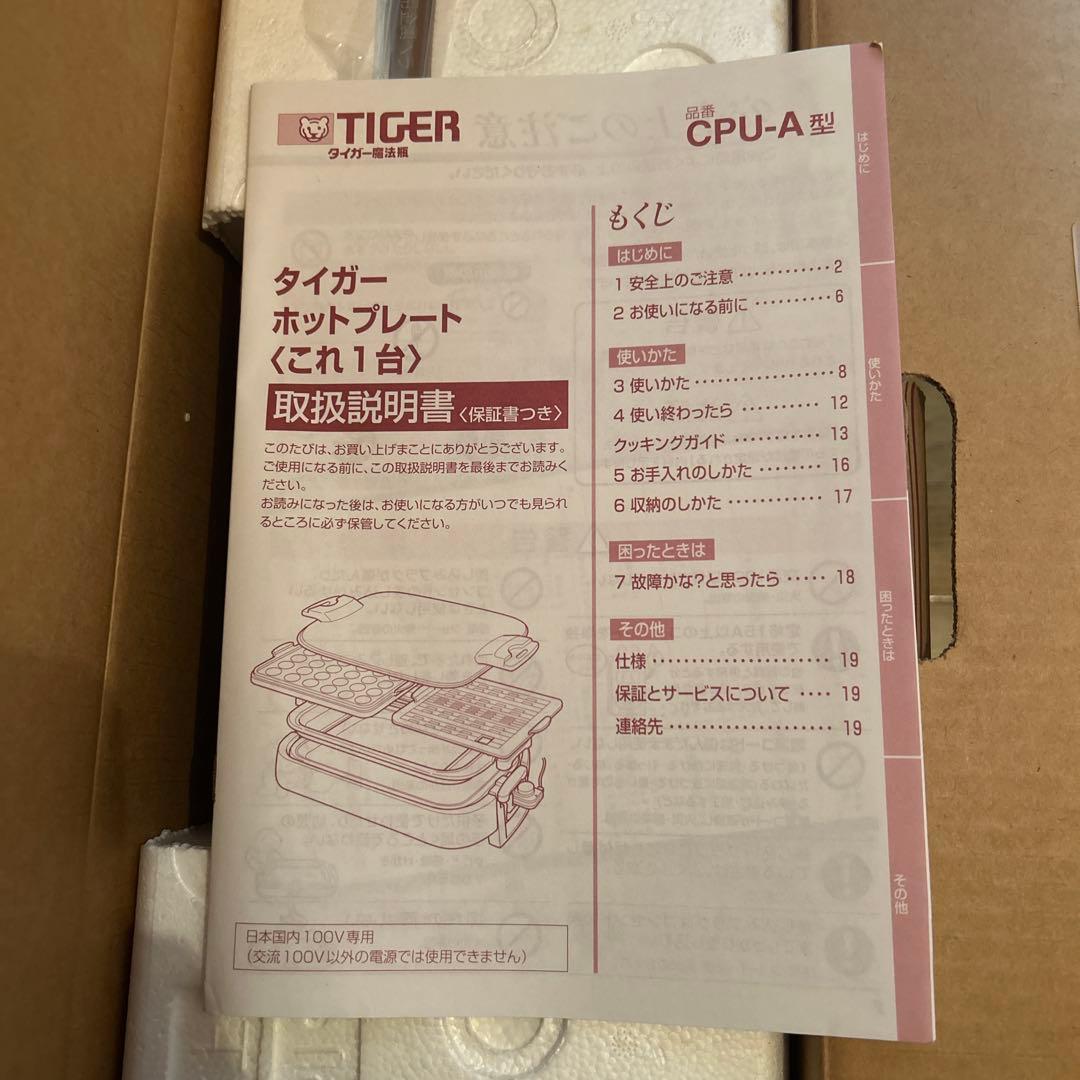 TIGER
タイガー魔法瓶
品番
CPU-A 型
タイガー
ホットプレート
〈これ1台〉
取扱説明書〈保証書つき〉
このたびは、お買い上げまことにありがとうございます。
ご使用になる前に、この取扱説明書を最後までお読みく
ださい。
お読みになった後は、お使いになる方がいつでも見られ
るところに必ず保管してください。
日本国内100V専用
(交流100V以外の電源では使用できません)
もくじ
はじめに
1 安全上のご注意 ············ 2
2 お使いになる前に ·········· 6
使いかた
3 使いかた ·················· 8
4 使い終わったら ············ 12
クッキングガイド ············ 13
5 お手入れのしかた ········ 16
6 収納のしかた ·············· 17
困ったときは
7 故障かな?と思ったら ····· 18
その他
仕様 ························ 19
保証とサービスについて ···· 19
連絡先 ······················ 19
はじめに
使いかた
困ったときは
その他